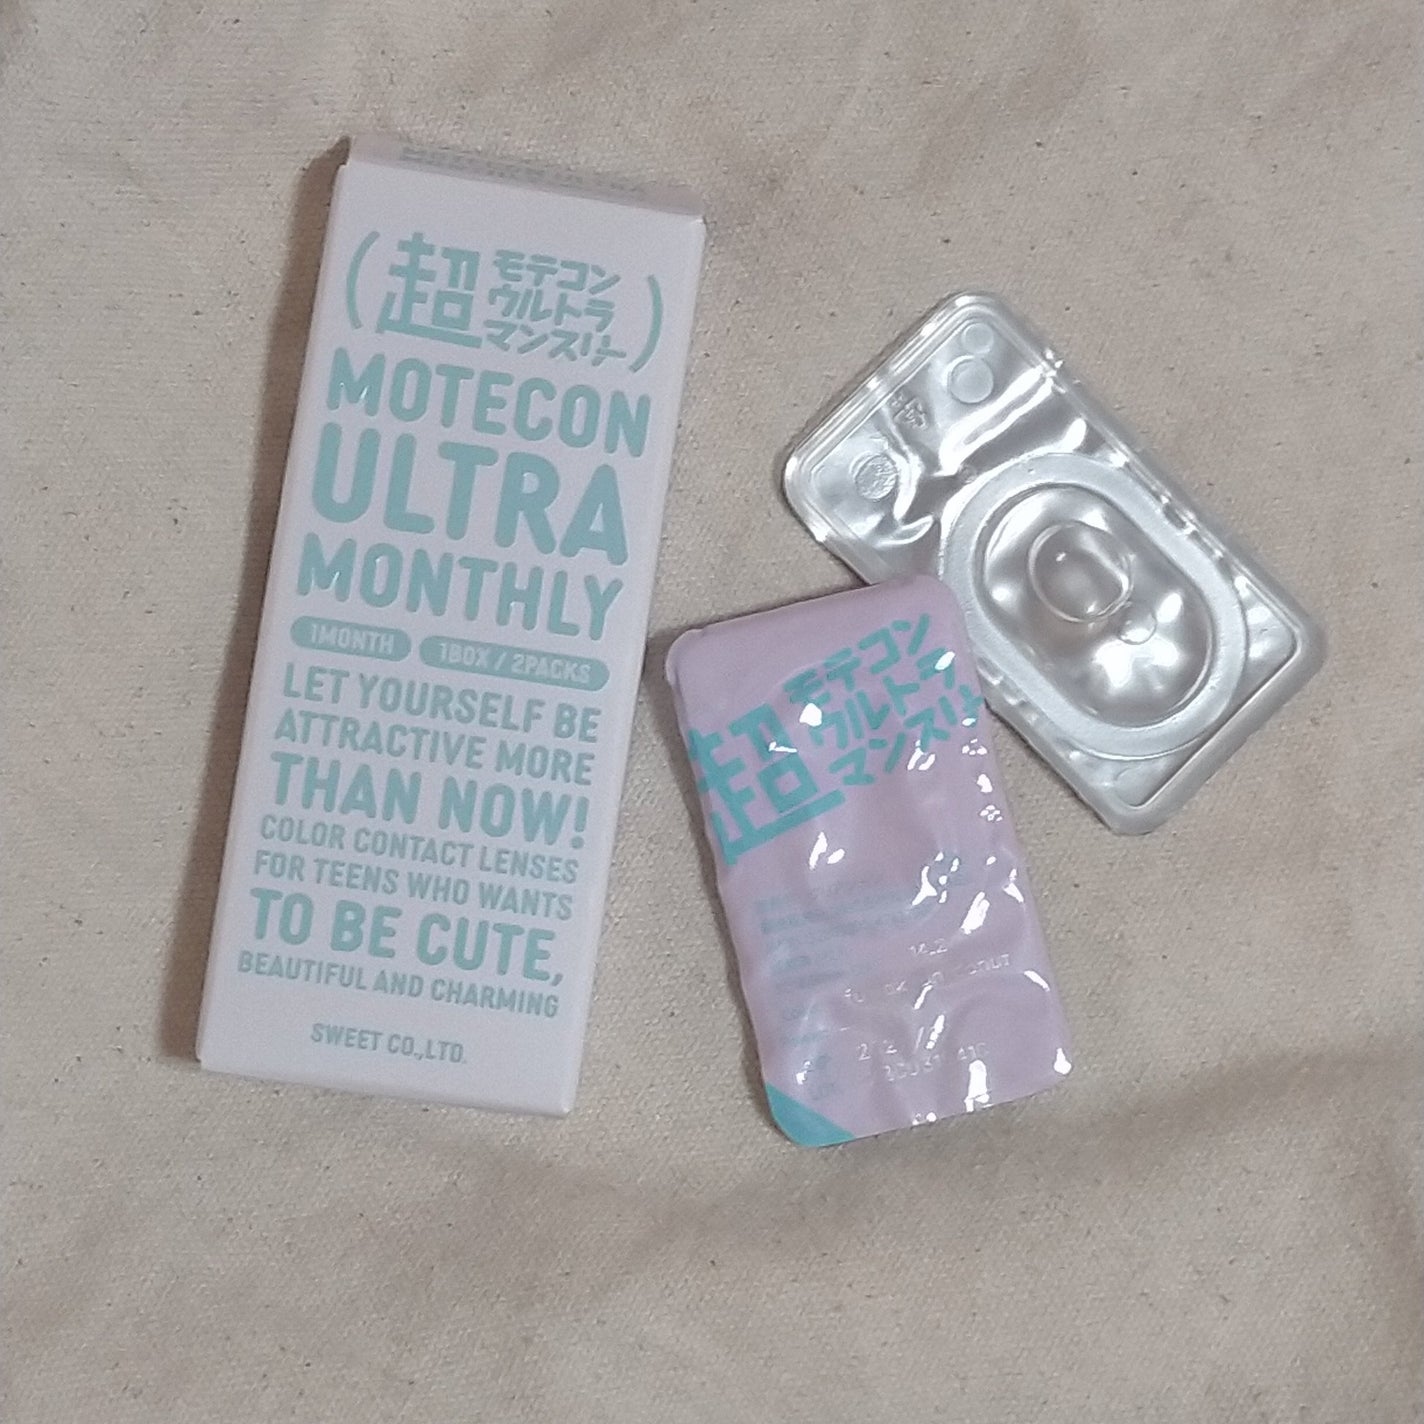 超
モテコン
ウルトラ
マンスリー
MOTECON
ULTRA
MONTHLY
1MONTH
1BOX / 2PACKS
LET YOURSELF BE
ATTRACTIVE MORE
THAN NOW!
COLOR CONTACT LENSES
FOR TEENS WHO WANTS
TO BE CUTE,
BEAUTIFUL AND CHARMING
SWEET CO.,LTD.
超
モテコン
ウルトラ
マンスリー
14.2